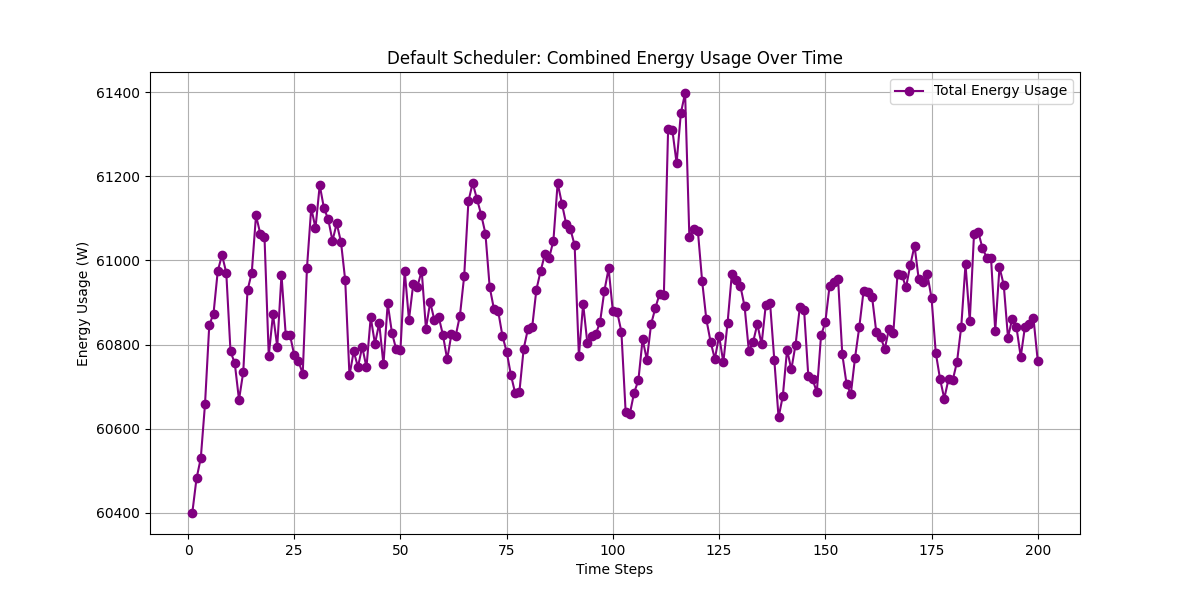 Default Scheduler: Combined Energy Usage Over Time
Total Energy Usage
Energy Usage (W)
61400
61200
61000
60800
60600
60400
0 25 50 75 100 125 150 175 200
Time Steps